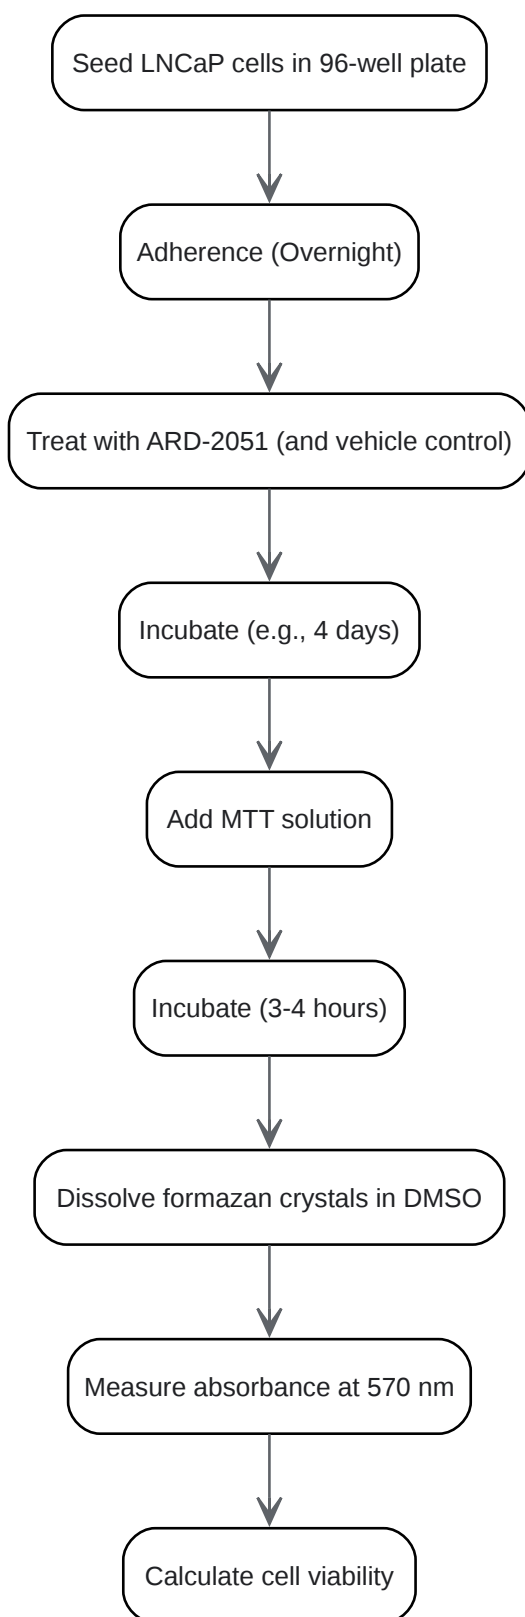 Seed LNCaP cells in 96-well plate
Adherence (Overnight)
Treat with ARD-2051 (and vehicle control)
Incubate (e.g., 4 days)
Add MTT solution
Incubate (3-4 hours)
Dissolve formazan crystals in DMSO
Measure absorbance at 570 nm
Calculate cell viability